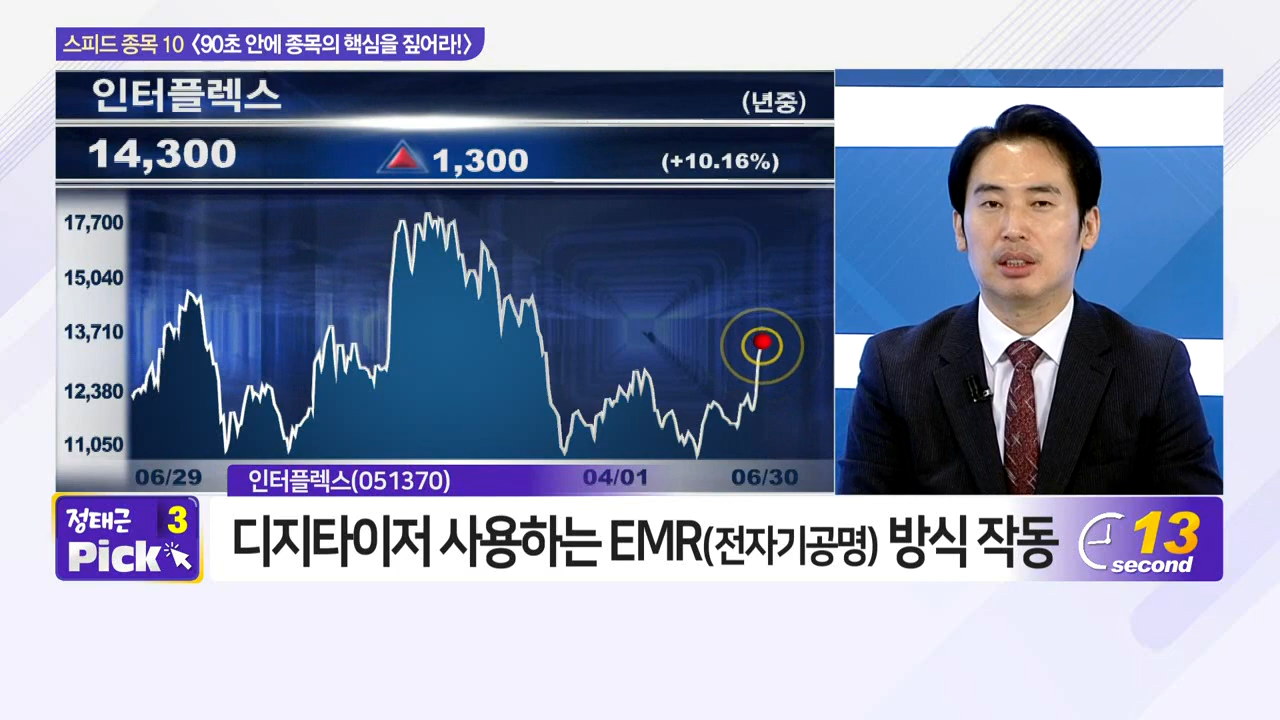 스피드 종목 10 <90초 안에 종목의 핵심을 짚어라!>
인터플렉스
(년중)
14,300 ▲ 1,300 (+10.16%)
17,700
15,040
13,710
12,380
11,050
06/29 04/01 06/30
인터플렉스(051370)
정태근 3
Pick
디지타이저 사용하는 EMR(전자기공명) 방식 작동
13
second